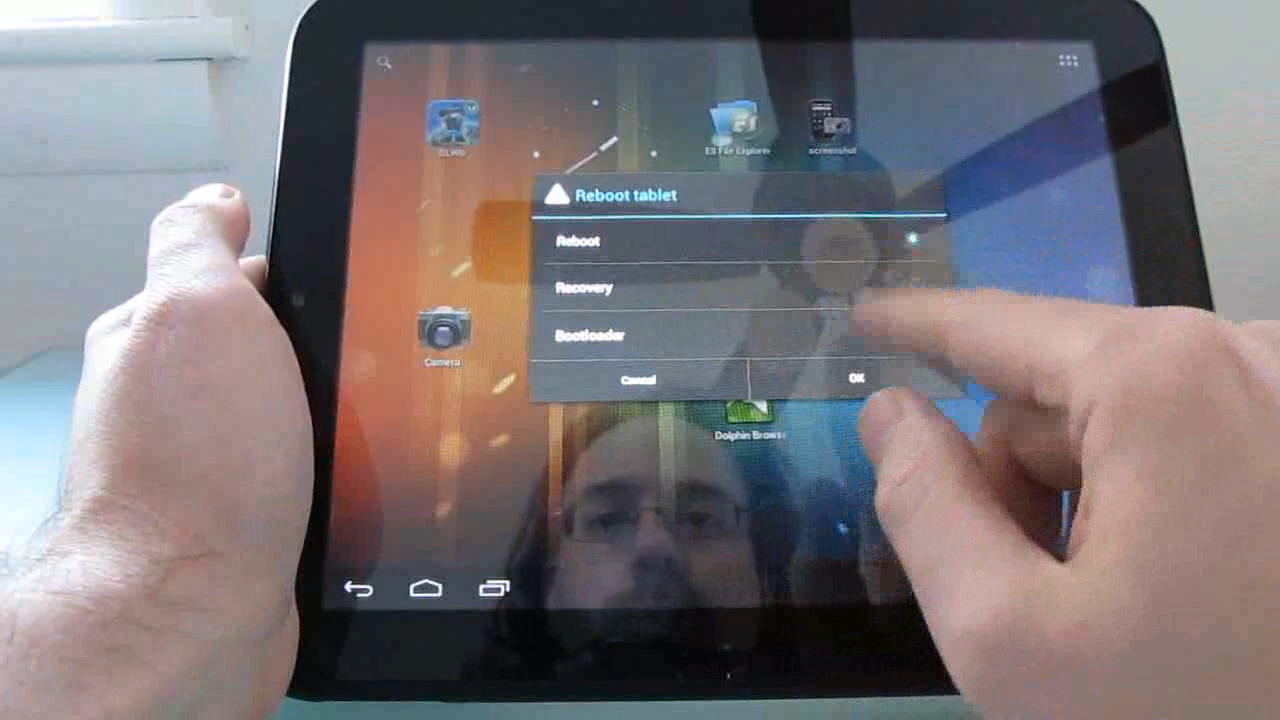 ES File Explorer
screenshot
Reboot tablet
Reboot
Recovery
Bootloader
Camera
Cancel
OK
Dolphin Brows